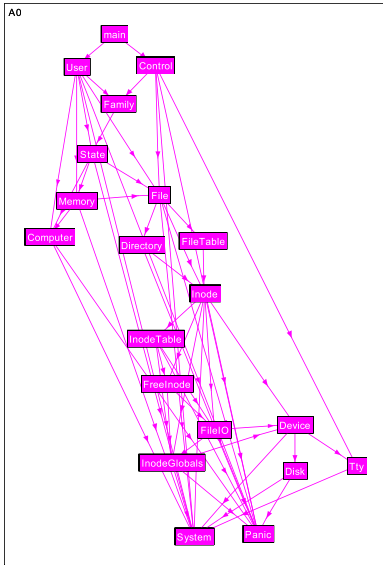 A0
main
User
Control
Family
State
Memory
File
Computer
Directory
FileTable
Inode
InodeTable
FreeInode
FileIO
Device
InodeGlobals
Disk
Tty
System
Panic